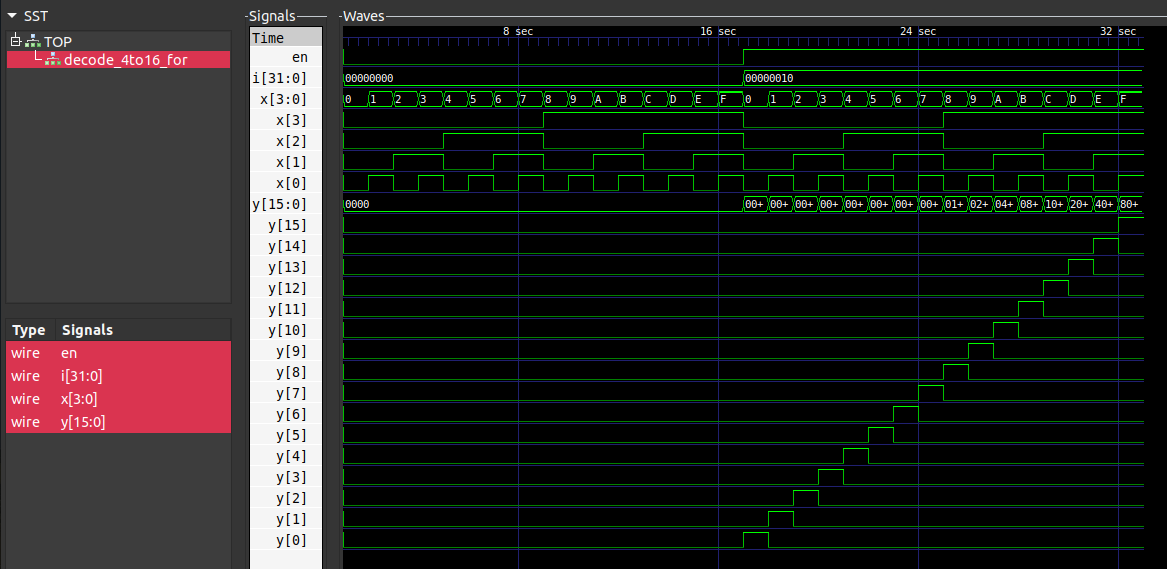 SST
TOP
decode_4to16_for
Type Signals
wire en
wire i[31:0]
wire x[3:0]
wire y[15:0]
Signals
Time
en
i[31:0]
x[3:0]
x[3]
x[2]
x[1]
x[0]
y[15:0]
y[15]
y[14]
y[13]
y[12]
y[11]
y[10]
y[9]
y[8]
y[7]
y[6]
y[5]
y[4]
y[3]
y[2]
y[1]
y[0]
Waves
8 sec 16 sec 24 sec 32 sec
00000000 00000010
0 1 2 3 4 5 6 7 8 9 A B C D E F 0 1 2 3 4 5 6 7 8 9 A B C D E F
0000 00+ 00+ 00+ 00+ 00+ 00+ 00+ 00+ 01+ 02+ 04+ 08+ 10+ 20+ 40+ 80+